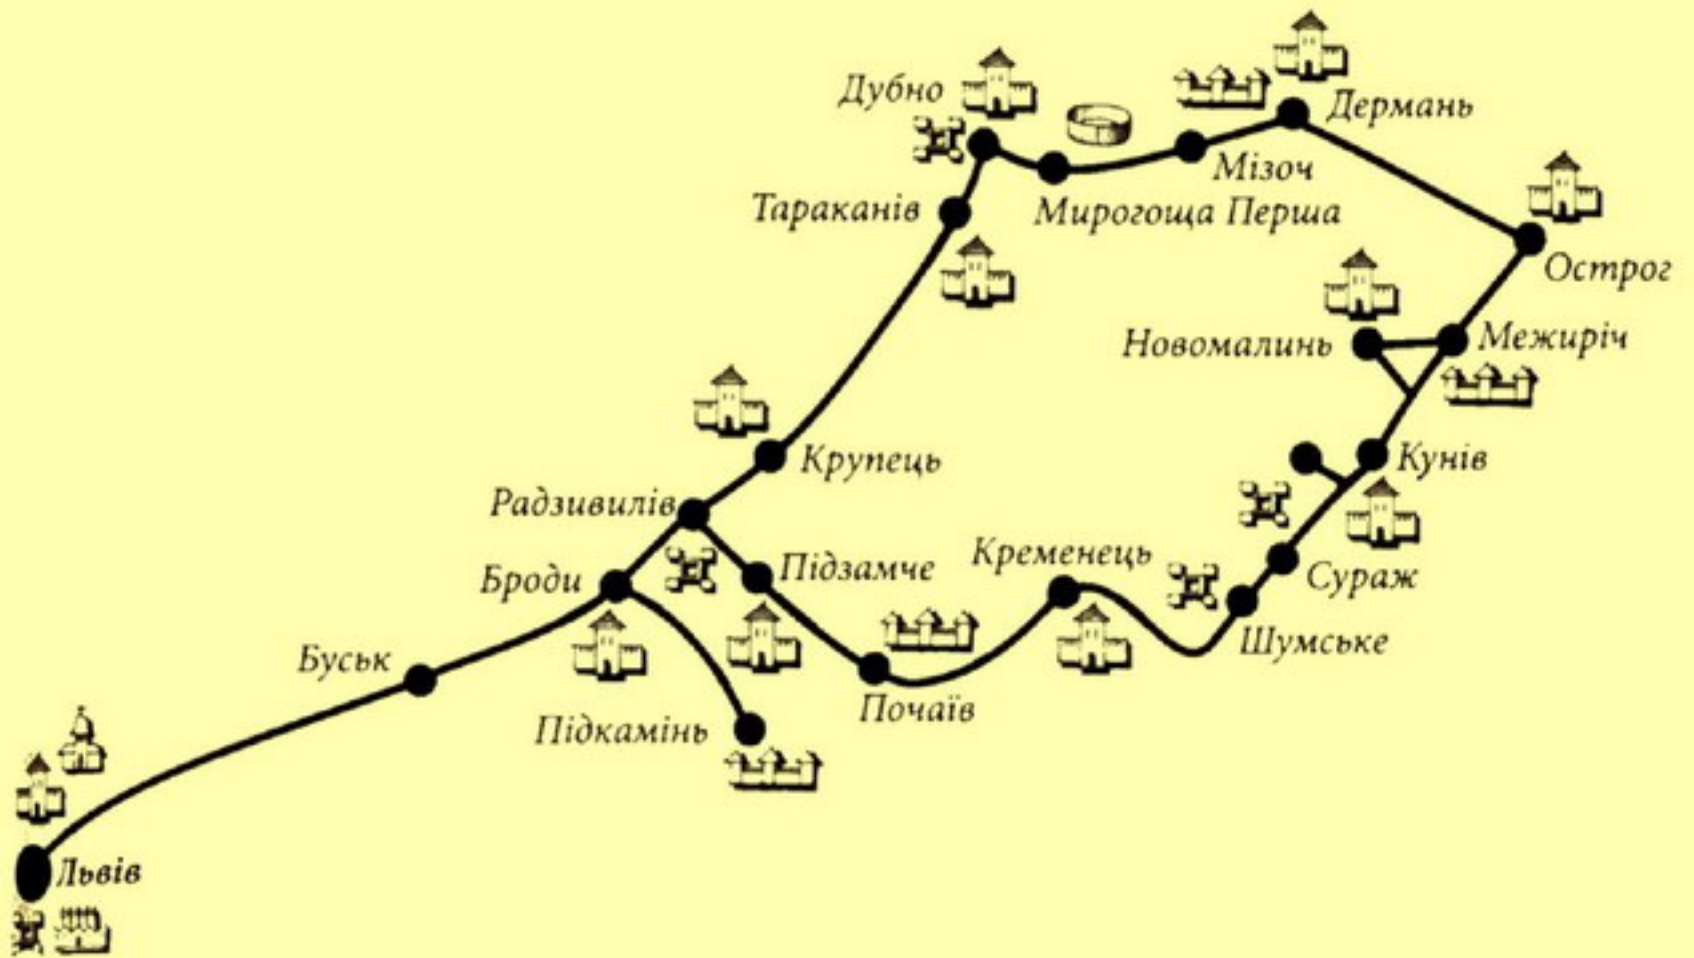 Дубно
Дермань
Мізоч
Тараканів
Мирогоща Перша
Острог
Новомалинь
Межиріч
Крупець
Кунів
Радзивилів
Кременець
Підзамче
Броди
Сураж
Шумське
Буськ
Почаїв
Підкамінь
Львів